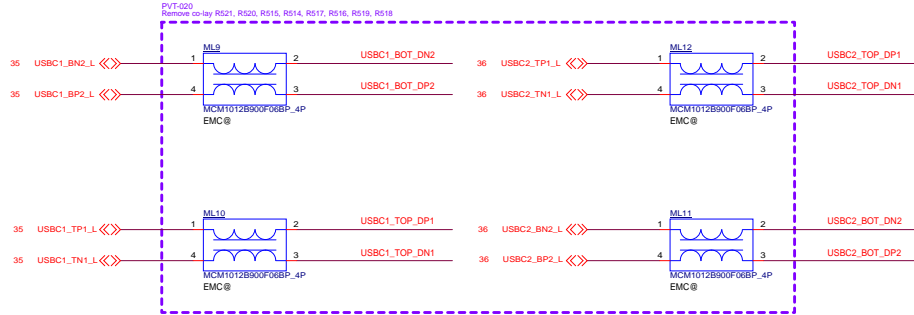 PVT-020
Remove co-lay R521, R520, R515, R514, R517, R516, R519, R518
ML9
ML12
35 USBC1_BN2_L 1 2 USBC1_BOT_DN2
36 USBC2_TP1_L 1 2 USBC2_TOP_DP1
35 USBC1_BP2_L 4 3 USBC1_BOT_DP2
36 USBC2_TN1_L 4 3 USBC2_TOP_DN1
MCM1012B900F06BP_4P
MCM1012B900F06BP_4P
EMC@
EMC@
ML10
ML11
35 USBC1_TP1_L 1 2 USBC1_TOP_DP1
36 USBC2_BN2_L 1 2 USBC2_BOT_DN2
35 USBC1_TN1_L 4 3 USBC1_TOP_DN1
36 USBC2_BP2_L 4 3 USBC2_BOT_DP2
MCM1012B900F06BP_4P
MCM1012B900F06BP_4P
EMC@
EMC@